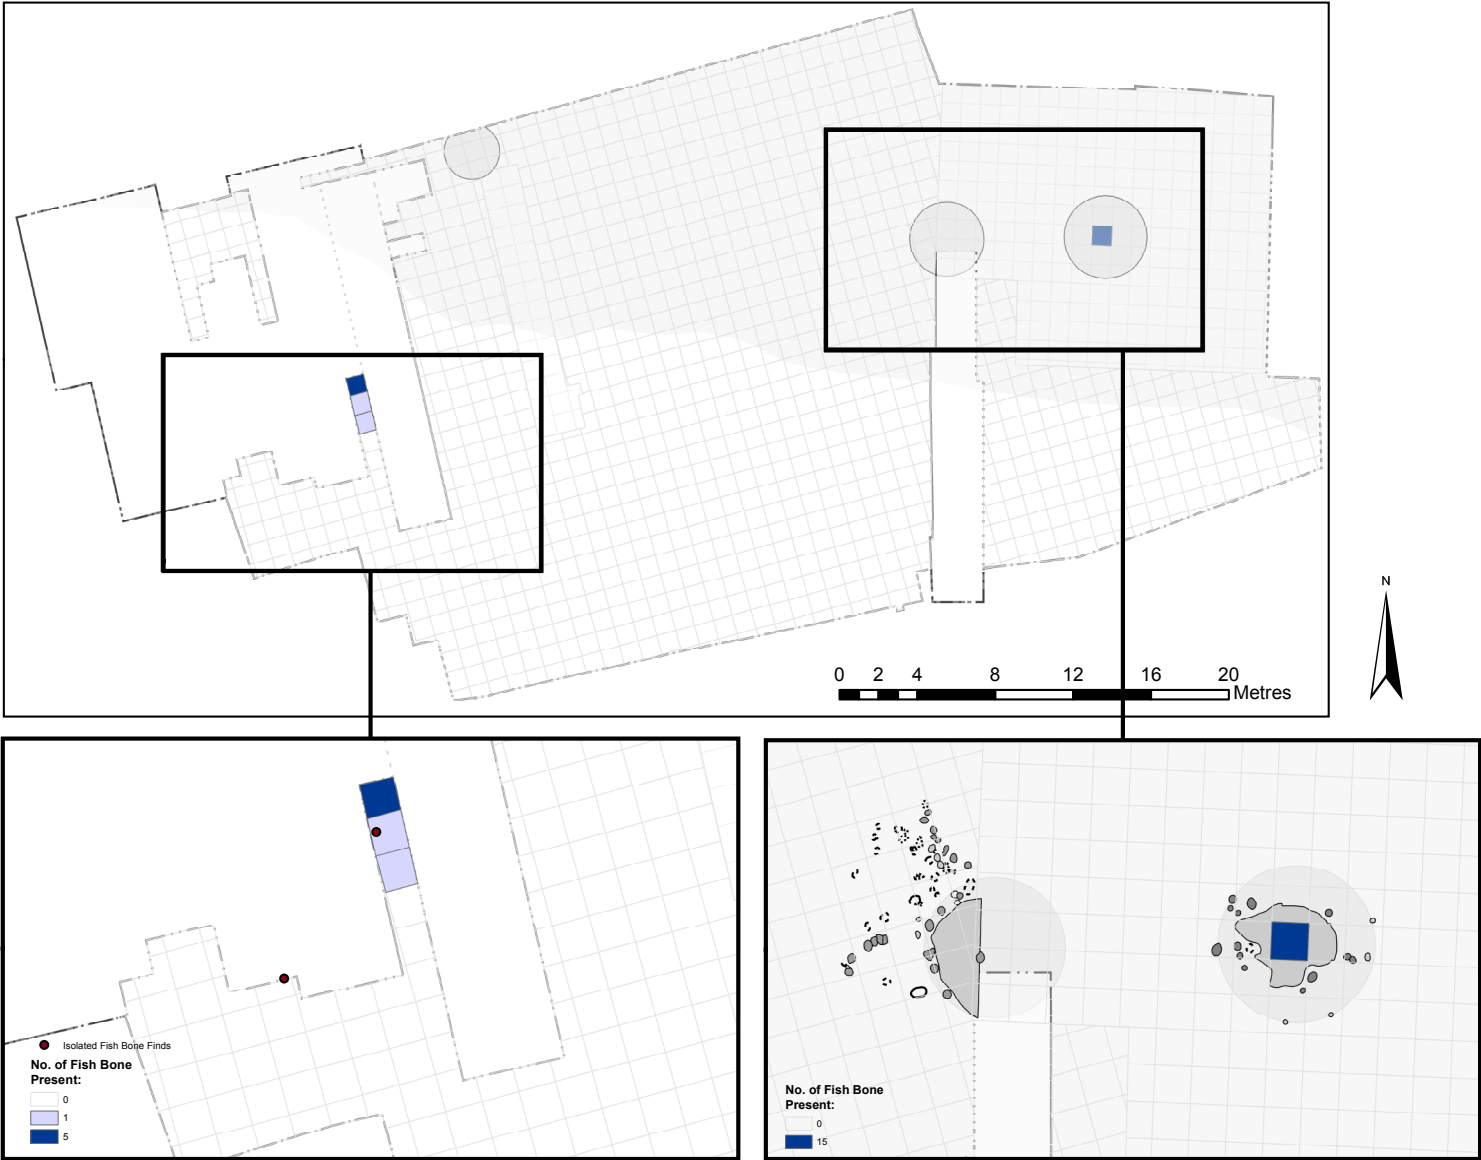 N
0 2 4 8 12 16 20
Metres
Isolated Fish Bone Finds
No. of Fish Bone
Present:
0
1
5
No. of Fish Bone
Present:
0
15